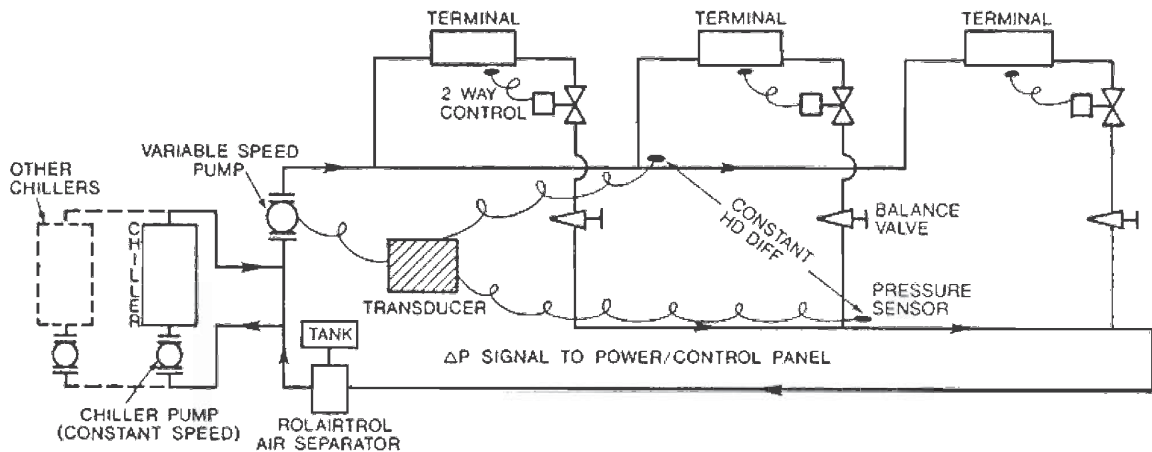 TERMINAL
TERMINAL
TERMINAL
2 WAY
CONTROL
VARIABLE SPEED
PUMP
OTHER
CHILLERS
CHILLER
CONSTANT
HD DIFF
BALANCE
VALVE
TRANSDUCER
PRESSURE
SENSOR
TANK
ΔP SIGNAL TO POWER/CONTROL PANEL
CHILLER PUMP
(CONSTANT SPEED)
ROLAIRTROL
AIR SEPARATOR